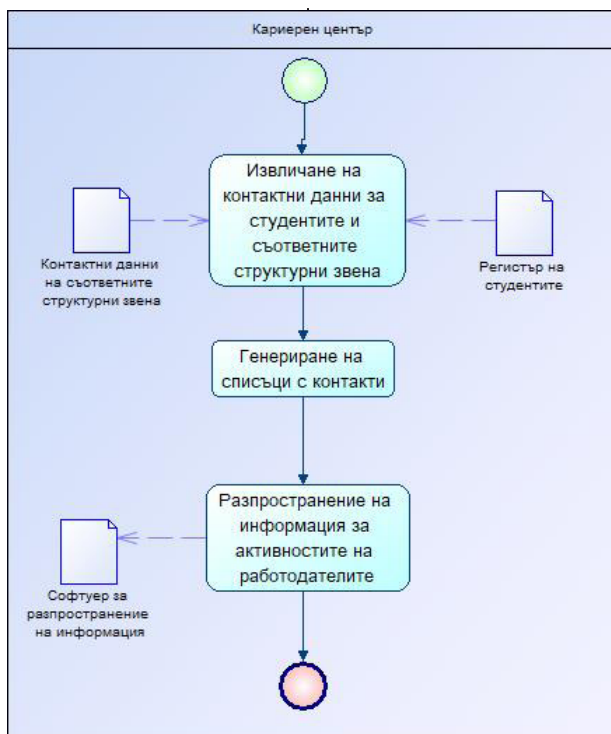 Кариерен център
Извличане на
контактни данни за
студентите и
съответните
структурни звена
Контактни данни
на съответните
структурни звена
Регистър на
студентите
Генериране на
списъци с контакти
Разпространение на
информация за
активностите на
работодателите
Софтуер за
разпространение
на информация